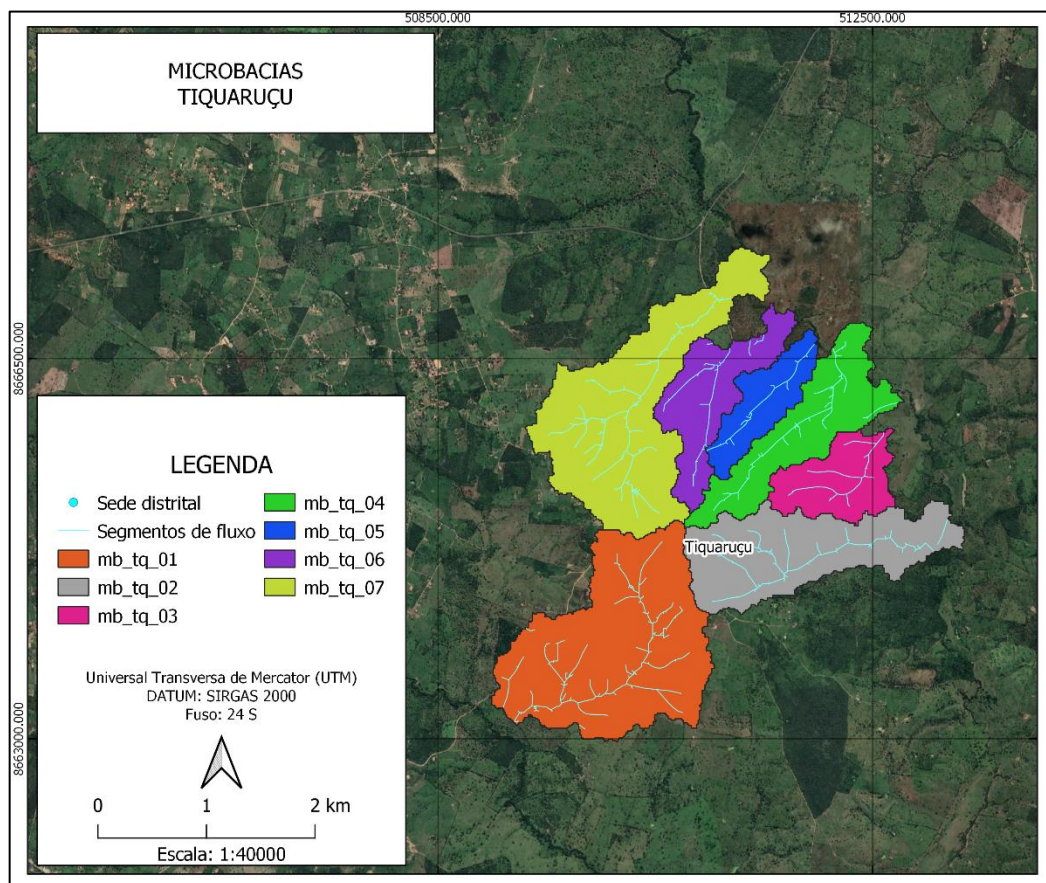 508500.000
512500.000
MICROBACIAS
TIQUARUÇU
8666500.000
LEGENDA
Sede distrital
Segmentos de fluxo
mb_tq_01
mb_tq_02
mb_tq_03
mb_tq_04
mb_tq_05
mb_tq_06
mb_tq_07
Tiquaruçu
Universal Transversa de Mercator (UTM)
DATUM: SIRGAS 2000
Fuso: 24 S
8663000.000
0 1 2 km
Escala: 1:40000